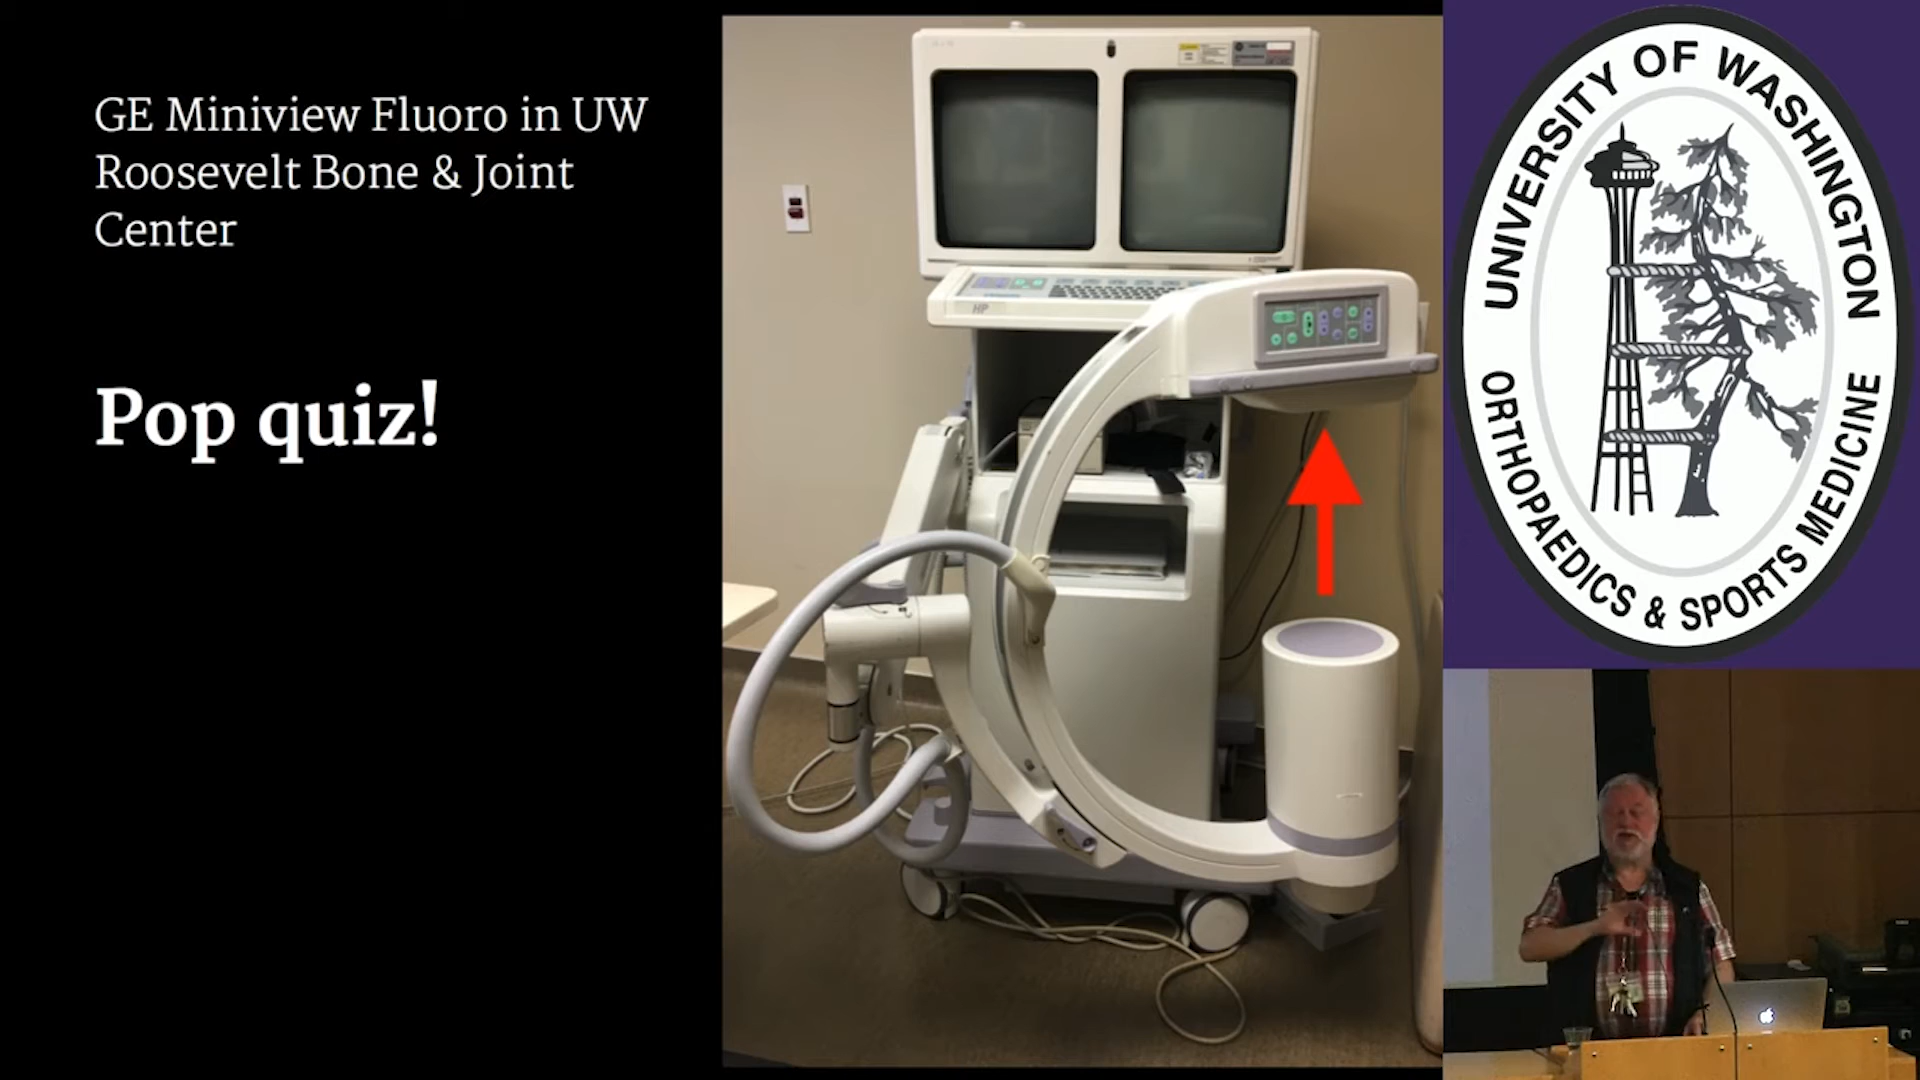 GE Miniview Fluoro in UW
Roosevelt Bone & Joint
Center
Pop quiz!
HP
UNIVERSITY OF WASHINGTON
ORTHOPAEDICS & SPORTS MEDICINE